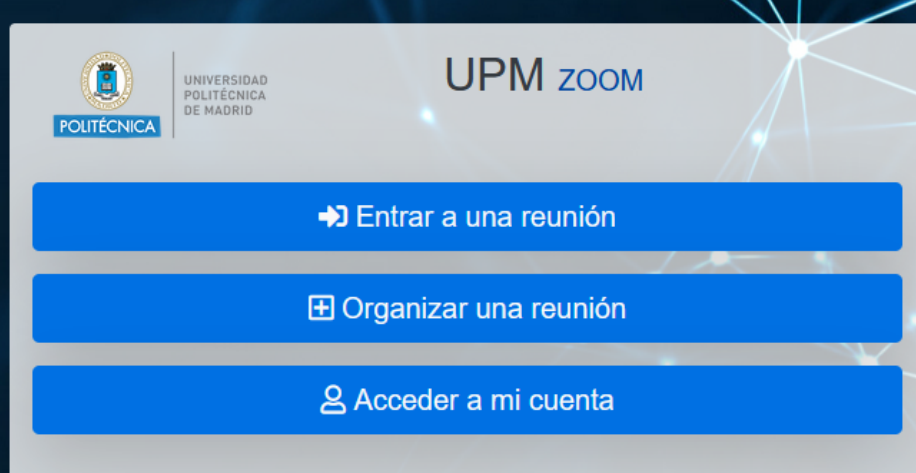 UNIVERSIDAD
POLITÉCNICA
DE MADRID
POLITÉCNICA
UPM ZOOM
Entrar a una reunión
Organizar una reunión
Acceder a mi cuenta